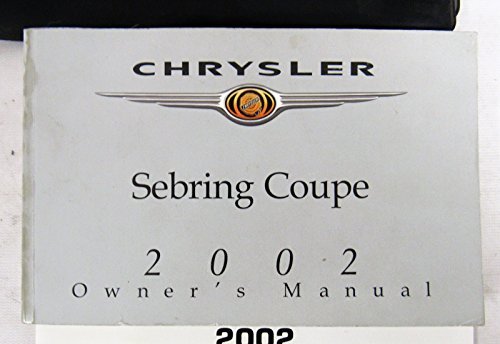 CHRYSLER
Sebring Coupe
2002
Owner's Manual
2002